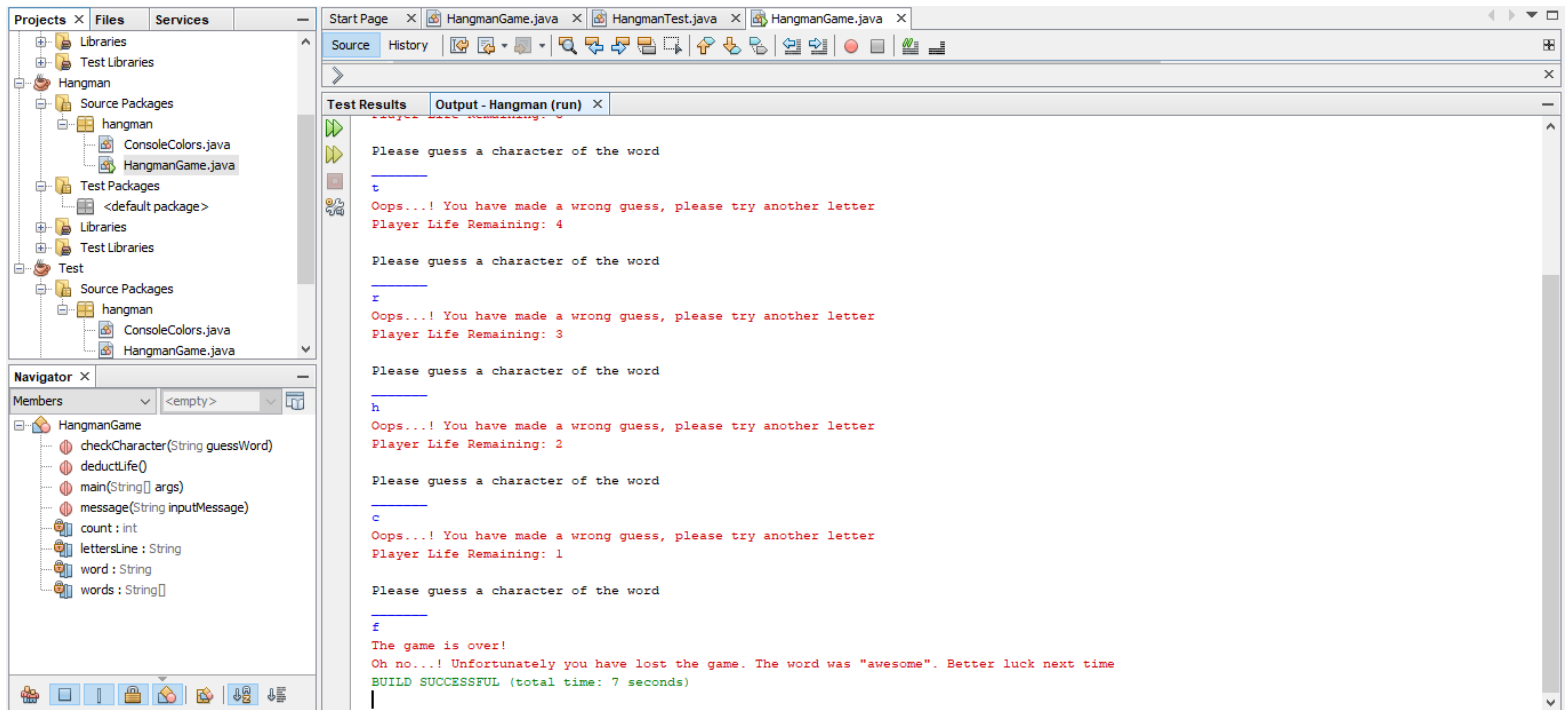 Projects Files Services
Libraries
Test Libraries
Hangman
Source Packages
hangman
ConsoleColors.java
HangmanGame.java
Test Packages
<default package>
Libraries
Test Libraries
Test
Source Packages
hangman
ConsoleColors.java
HangmanGame.java
Navigator
Members <empty>
HangmanGame
checkCharacter(String guessWord)
deductLife()
main(String[] args)
message(String inputMessage)
count : int
lettersLine : String
word : String
words : String[]
Start Page HangmanGame.java HangmanTest.java HangmanGame.java
Source History
Test Results Output - Hangman (run)
Player Life Remaining:
Please guess a character of the word
_______
t
Oops...! You have made a wrong guess, please try another letter
Player Life Remaining: 4
Please guess a character of the word
_______
r
Oops...! You have made a wrong guess, please try another letter
Player Life Remaining: 3
Please guess a character of the word
_______
h
Oops...! You have made a wrong guess, please try another letter
Player Life Remaining: 2
Please guess a character of the word
_______
c
Oops...! You have made a wrong guess, please try another letter
Player Life Remaining: 1
Please guess a character of the word
_______
f
The game is over!
Oh no...! Unfortunately you have lost the game. The word was "awesome". Better luck next time
BUILD SUCCESSFUL (total time: 7 seconds)